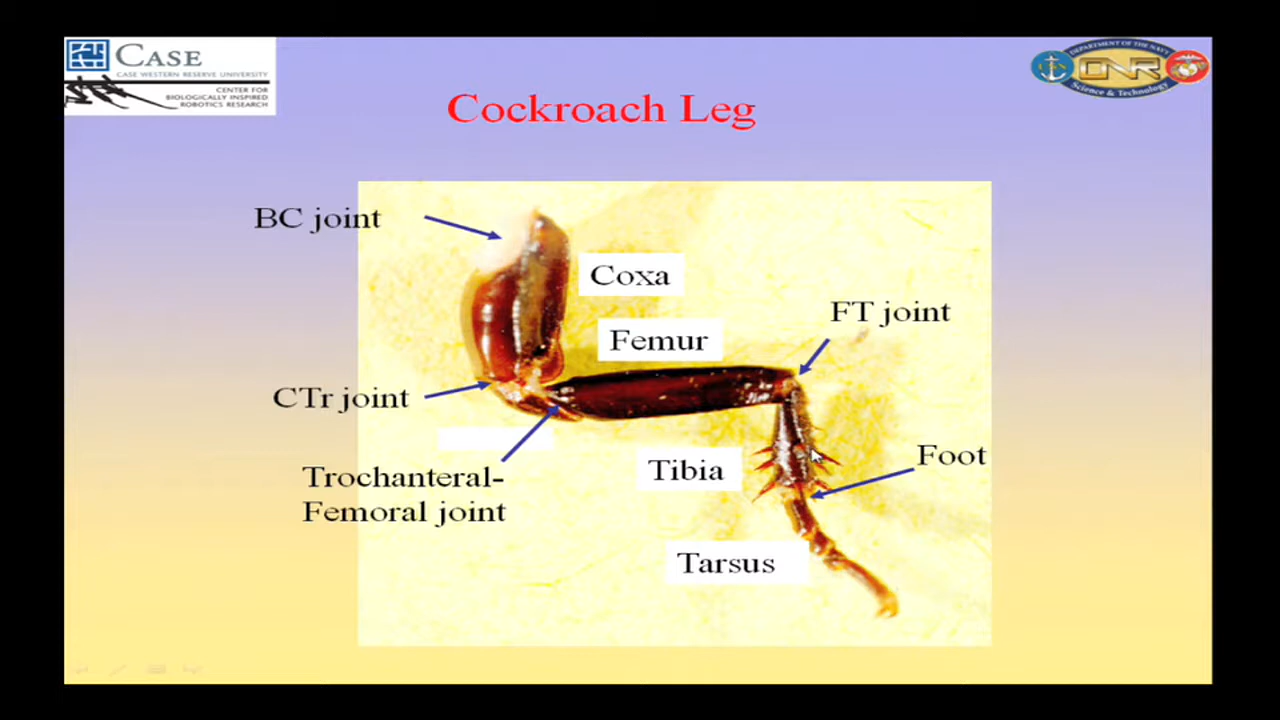 CASE
CASE WESTERN RESERVE UNIVERSITY
CENTER FOR
BIOLOGICALLY INSPIRED
ROBOTICS RESEARCH
DEPARTMENT OF THE NAVY
ONR
Science & Technology
Cockroach Leg
BC joint
Coxa
FT joint
Femur
CTr joint
Foot
Tibia
Trochanteral-
Femoral joint
Tarsus